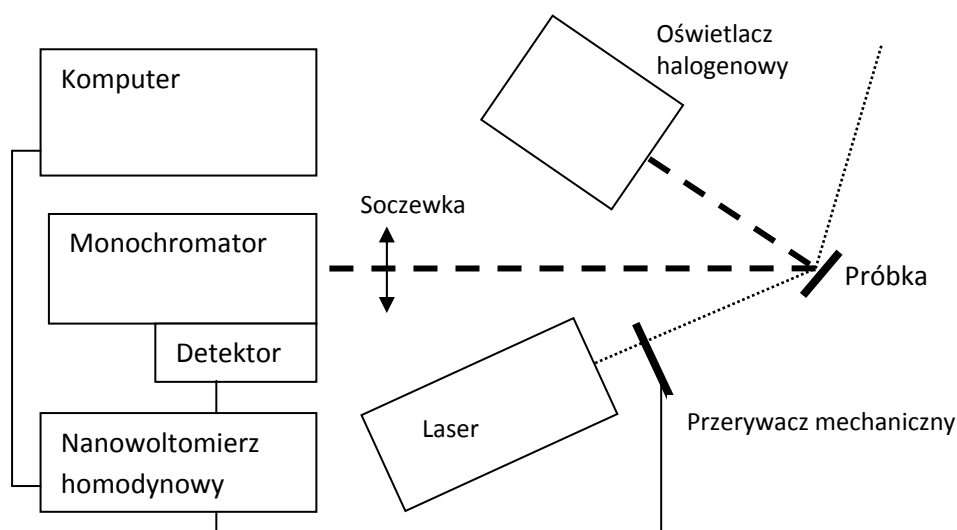 Oświetlacz
halogenowy
Komputer
Soczewka
Monochromator
Próbka
Detektor
Laser
Przerywacz mechaniczny
Nanowoltomierz
homodynowy